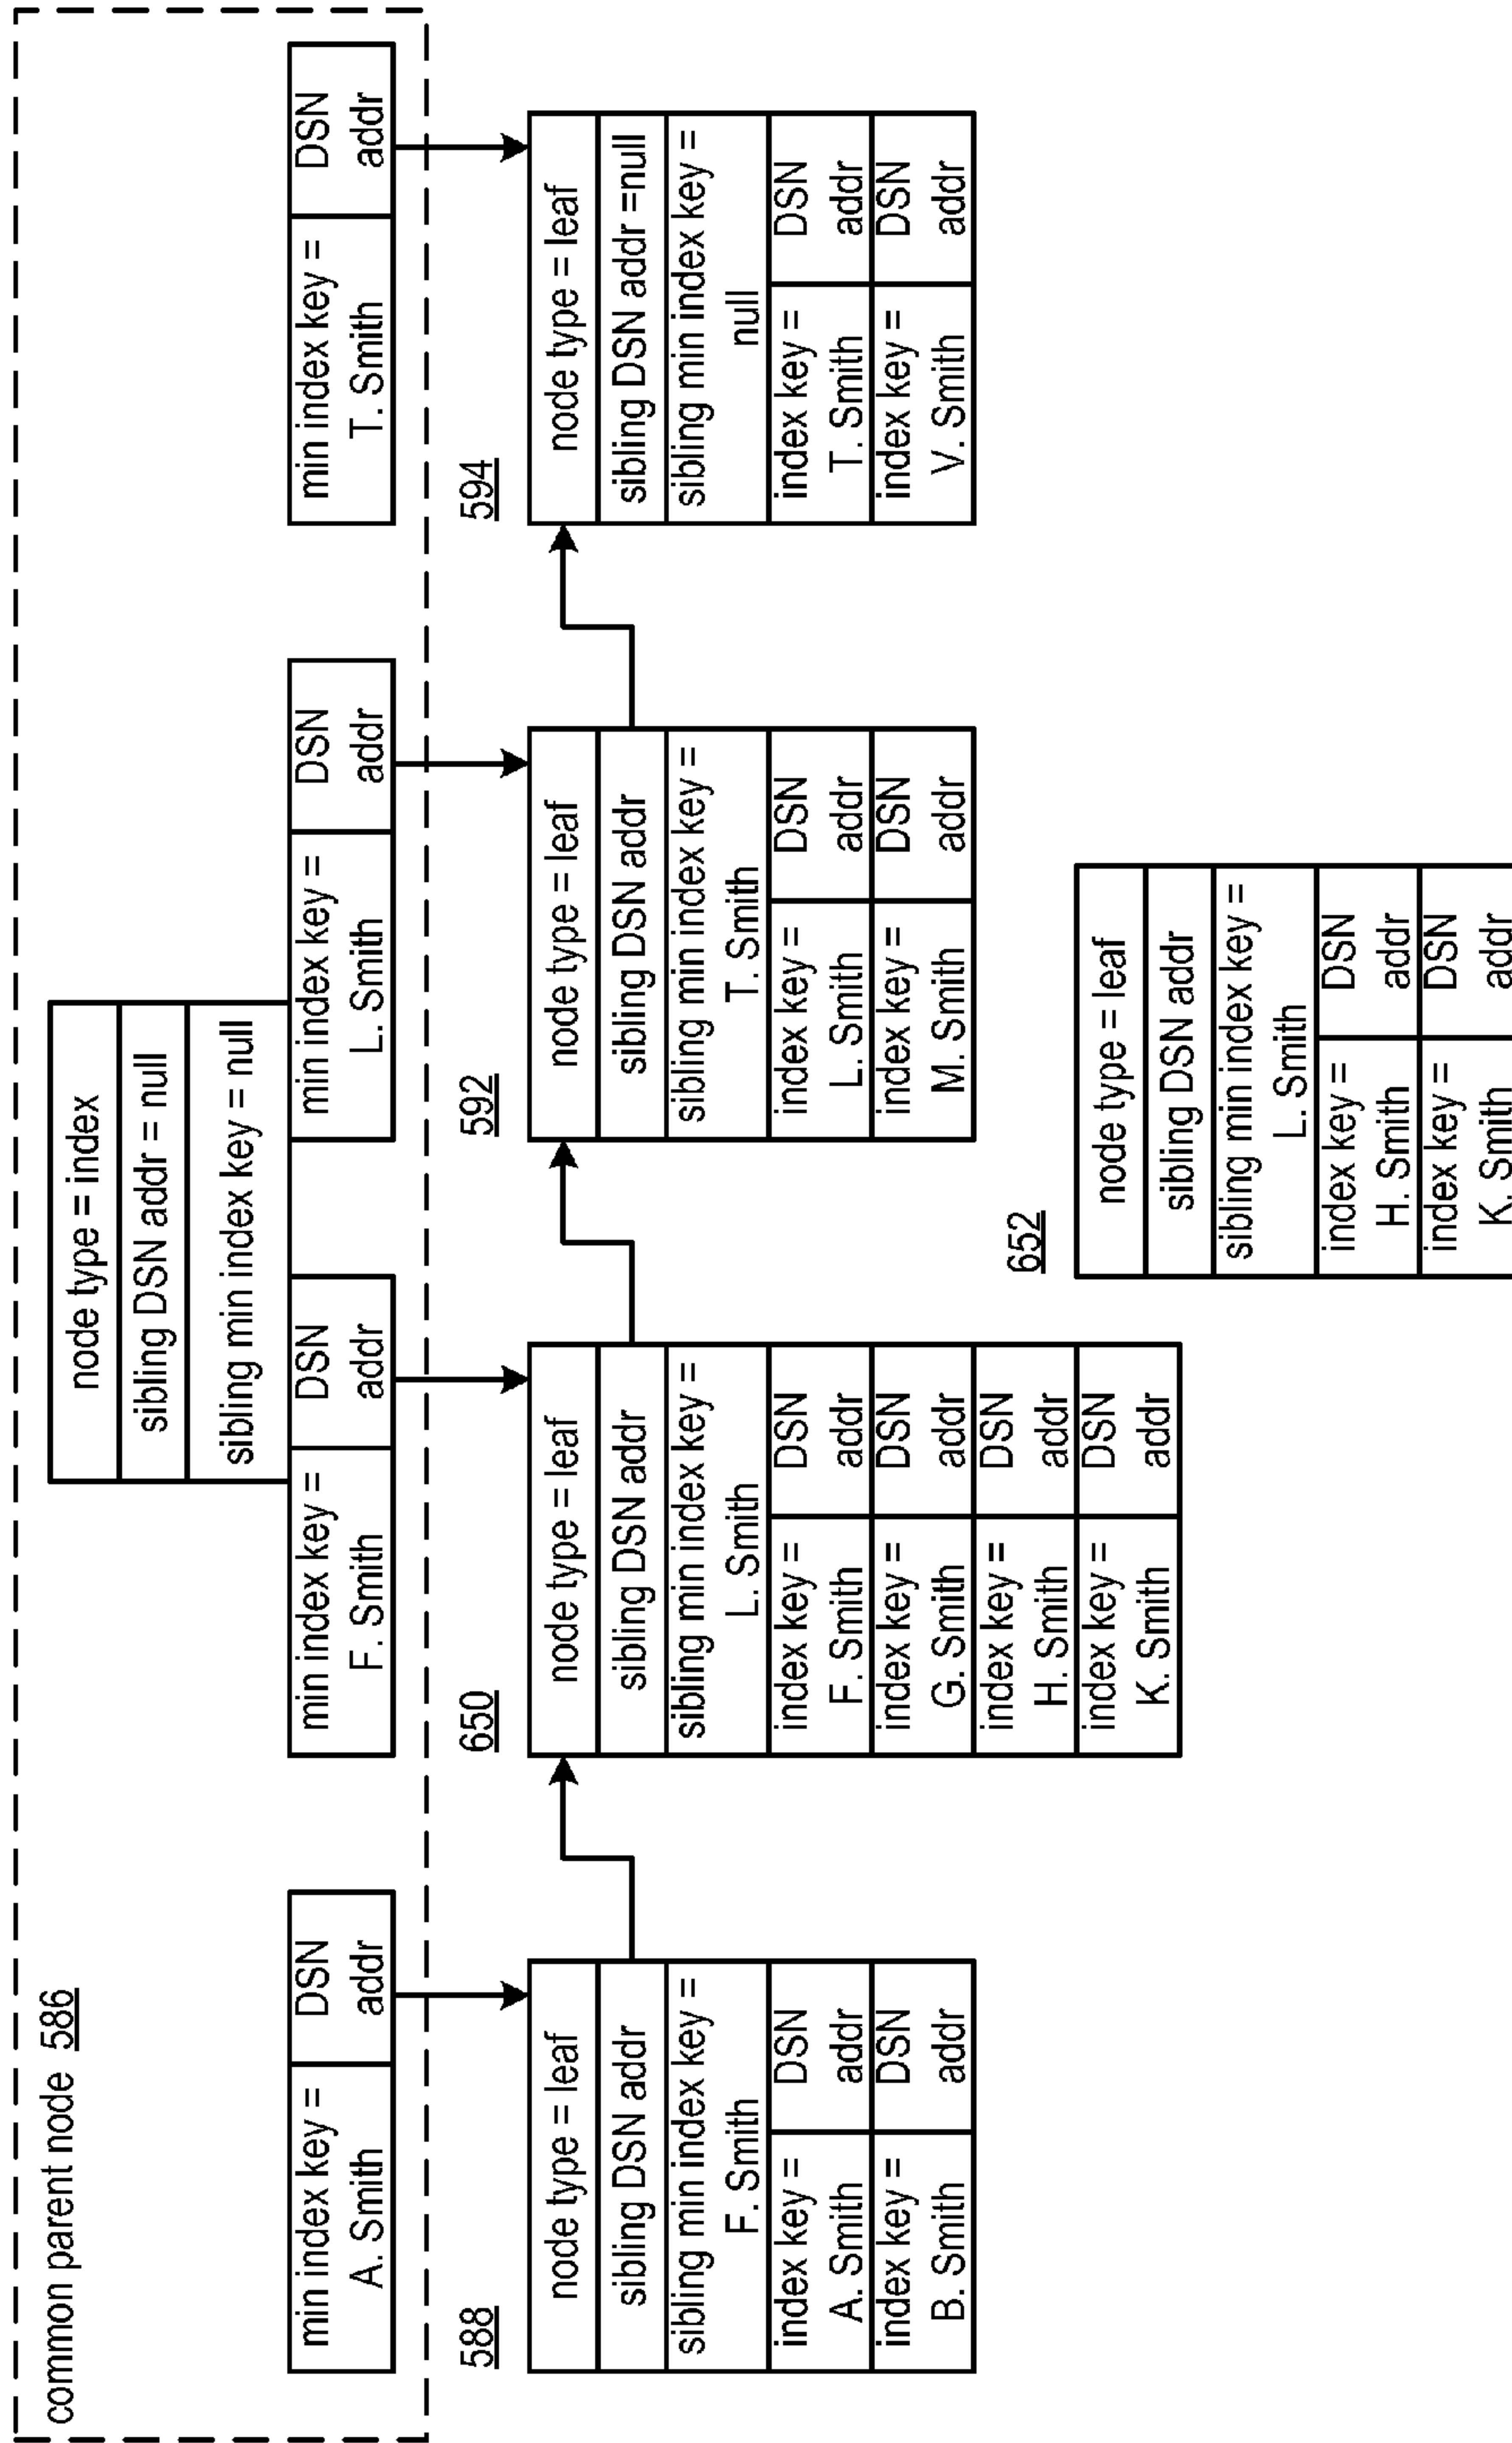 common parent node 586
node type = index
sibling DSN addr = null
sibling min index key = null
min index key =
A. Smith
DSN
addr
min index key =
F. Smith
DSN
addr
min index key =
L. Smith
DSN
addr
min index key =
T. Smith
DSN
addr
588
node type = leaf
sibling DSN addr
sibling min index key =
F. Smith
index key =
A. Smith
DSN
addr
index key =
B. Smith
DSN
addr
650
node type = leaf
sibling DSN addr
sibling min index key =
L. Smith
index key =
F. Smith
DSN
addr
index key =
G. Smith
DSN
addr
index key =
H. Smith
DSN
addr
index key =
K. Smith
DSN
addr
592
node type = leaf
sibling DSN addr
sibling min index key =
T. Smith
index key =
L. Smith
DSN
addr
index key =
M. Smith
DSN
addr
594
node type = leaf
sibling DSN addr =null
sibling min index key =
null
index key =
T. Smith
DSN
addr
index key =
V. Smith
DSN
addr
652
node type = leaf
sibling DSN addr
sibling min index key =
L. Smith
index key =
H. Smith
DSN
addr
index key =
K. Smith
DSN
addr